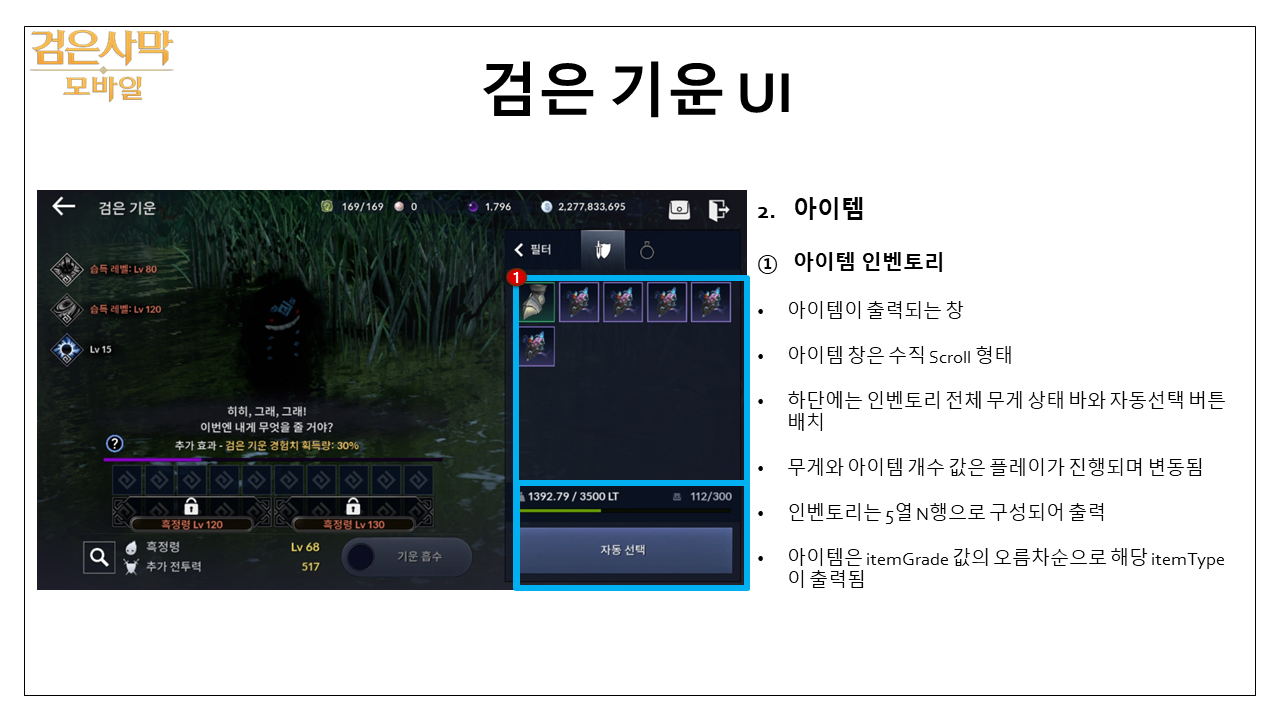 검은사막
모바일
검은 기운 UI
검은 기운
169/169
0
1,796
2,277,833,695
습득 레벨: Lv 80
습득 레벨: Lv 120
Lv 15
필터
1
히히, 그래, 그래!
이번엔 내게 무엇을 줄 거야?
추가 효과 - 검은 기운 경험치 획득량: 30%
흑정령 Lv 120
흑정령 Lv 130
흑정령 Lv 68
추가 전투력 517
기운 흡수
1392.79 / 3500 LT
112/300
자동 선택
2. 아이템
① 아이템 인벤토리
• 아이템이 출력되는 창
• 아이템 창은 수직 Scroll 형태
• 하단에는 인벤토리 전체 무게 상태 바와 자동선택 버튼
배치
• 무게와 아이템 개수 값은 플레이가 진행되며 변동됨
• 인벤토리는 5열 N행으로 구성되어 출력
• 아이템은 itemGrade 값의 오름차순으로 해당 itemType
이 출력됨